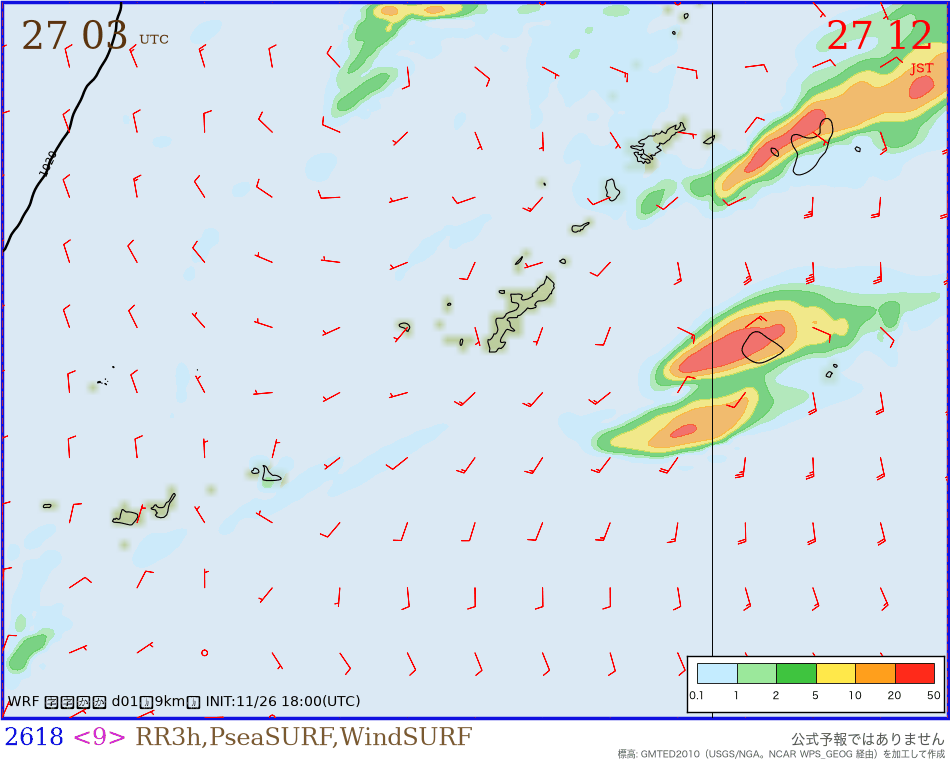 27 03 UTC
27 12
JST
1020
WRF d01 9km INIT:11/26 18:00(UTC)
0.1 1 2 5 10 20 50
2618 <9> RR3h,PseaSURF,WindSURF
公式予報ではありません
標高: GMTED2010（USGS/NGA。NCAR WPS_GEOG 経由）を加工して作成